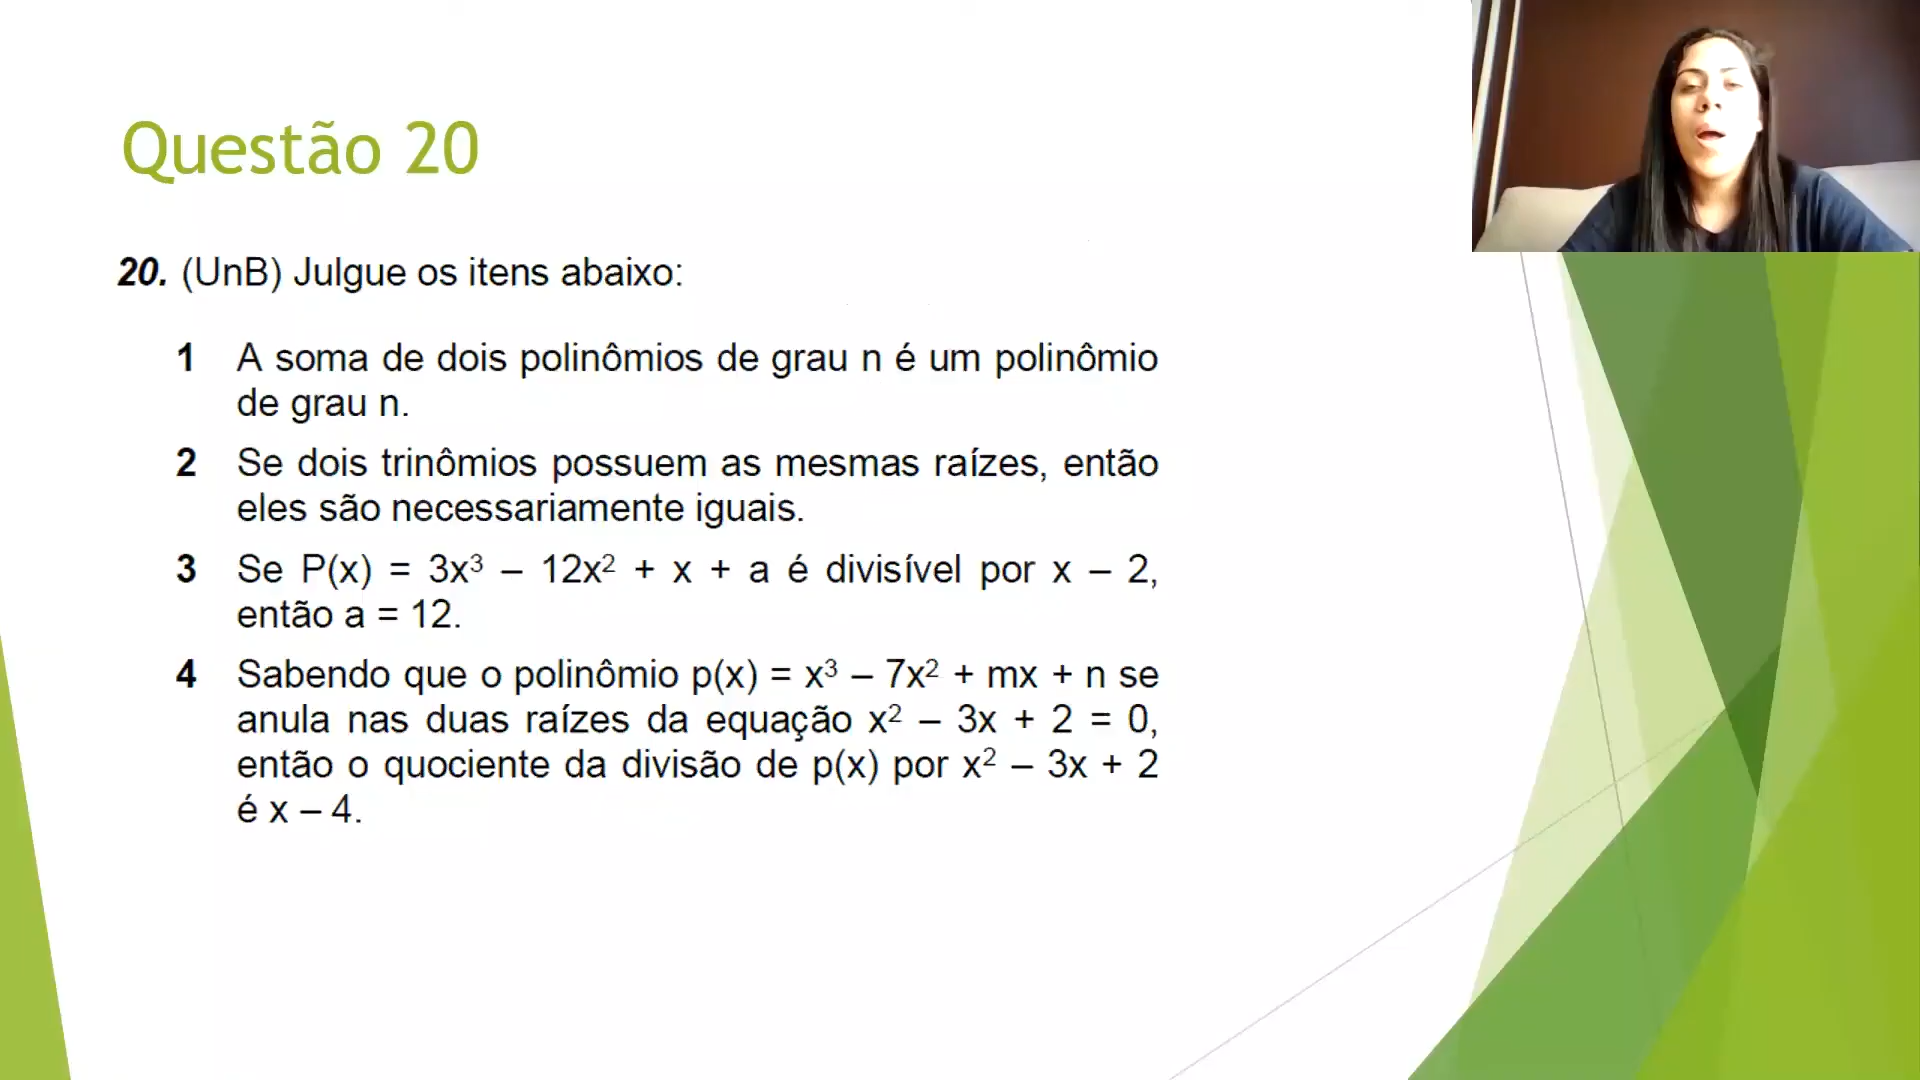 Questão 20
20. (UnB) Julgue os itens abaixo:
1 A soma de dois polinômios de grau n é um polinômio
de grau n.
2 Se dois trinômios possuem as mesmas raízes, então
eles são necessariamente iguais.
3 Se P(x) = 3x³ – 12x² + x + a é divisível por x – 2,
então a = 12.
4 Sabendo que o polinômio p(x) = x³ – 7x² + mx + n se
anula nas duas raízes da equação x² – 3x + 2 = 0,
então o quociente da divisão de p(x) por x² – 3x + 2
é x – 4.